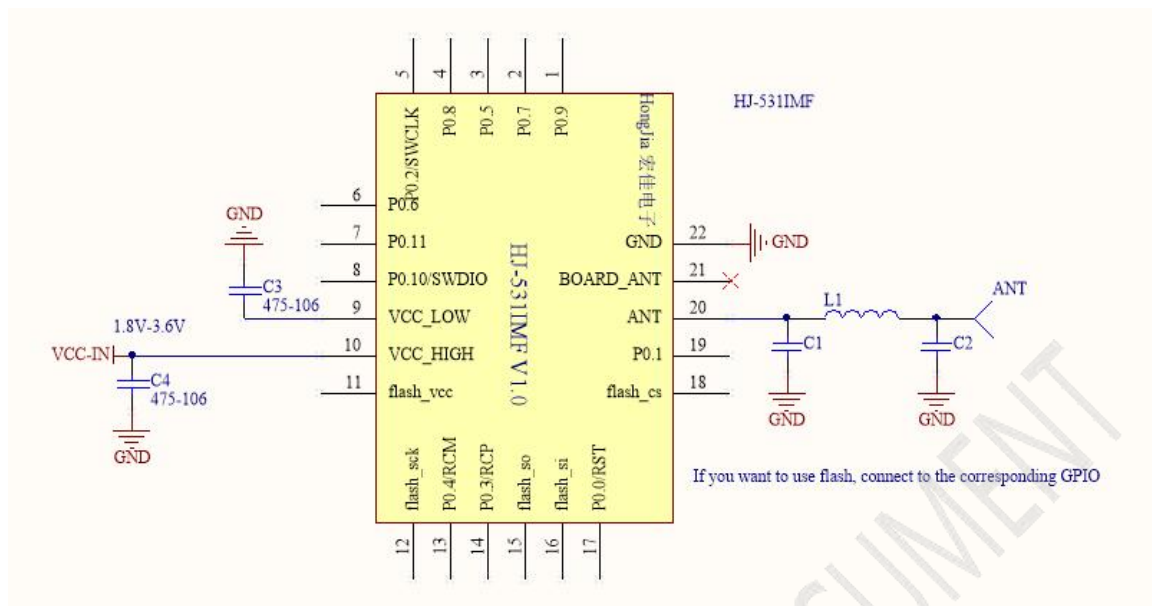 5
4
3
2
1
P0.2/SWCLK
P0.8
P0.5
P0.7
P0.9
HongJia 宏佳电子
HJ-531IMF
6
P0.6
7
P0.11
8
P0.10/SWDIO
9
VCC_LOW
10
VCC_HIGH
11
flash_vcc
HJ-531IMF V1.0
GND
22
GND
BOARD_ANT
21
ANT
20
P0.1
19
flash_cs
18
GND
C3
475-106
1.8V-3.6V
VCC-IN
C4
475-106
GND
L1
ANT
C1
C2
GND
GND
flash_sck
P0.4/RCM
P0.3/RCP
flash_so
flash_si
P0.0/RST
12
13
14
15
16
17
If you want to use flash, connect to the corresponding GPIO